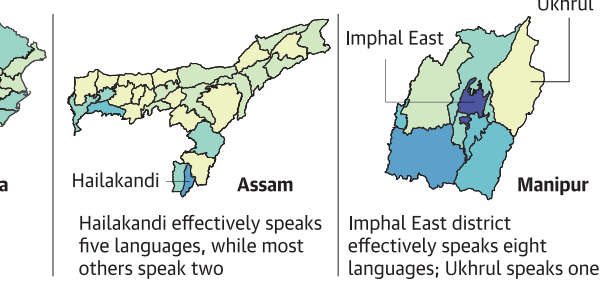 Ukhrul
Imphal East
Hailakandi
a
Assam
Manipur
Hailakandi effectively speaks
five languages, while most
others speak two
Imphal East district
effectively speaks eight
languages; Ukhrul speaks one